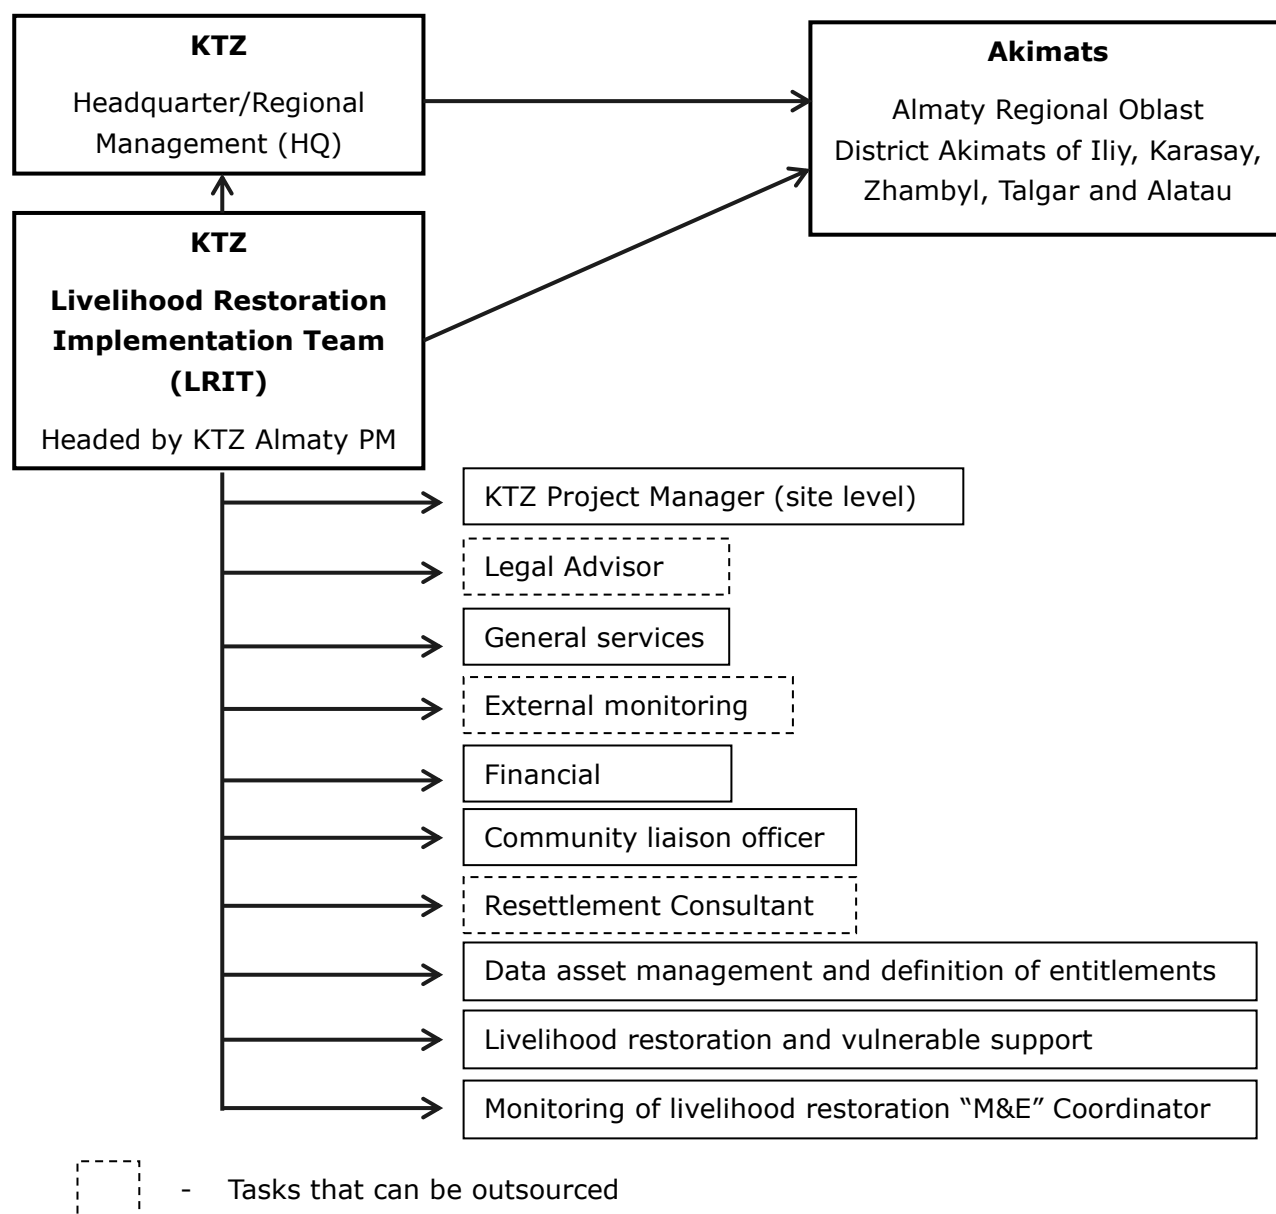 KTZ
Headquarter/Regional
Management (HQ)
Akimats
Almaty Regional Oblast
District Akimats of Iliy, Karasay,
Zhambyl, Talgar and Alatau
KTZ
Livelihood Restoration
Implementation Team
(LRIT)
Headed by KTZ Almaty PM
KTZ Project Manager (site level)
Legal Advisor
General services
External monitoring
Financial
Community liaison officer
Resettlement Consultant
Data asset management and definition of entitlements
Livelihood restoration and vulnerable support
Monitoring of livelihood restoration “M&E” Coordinator
- Tasks that can be outsourced